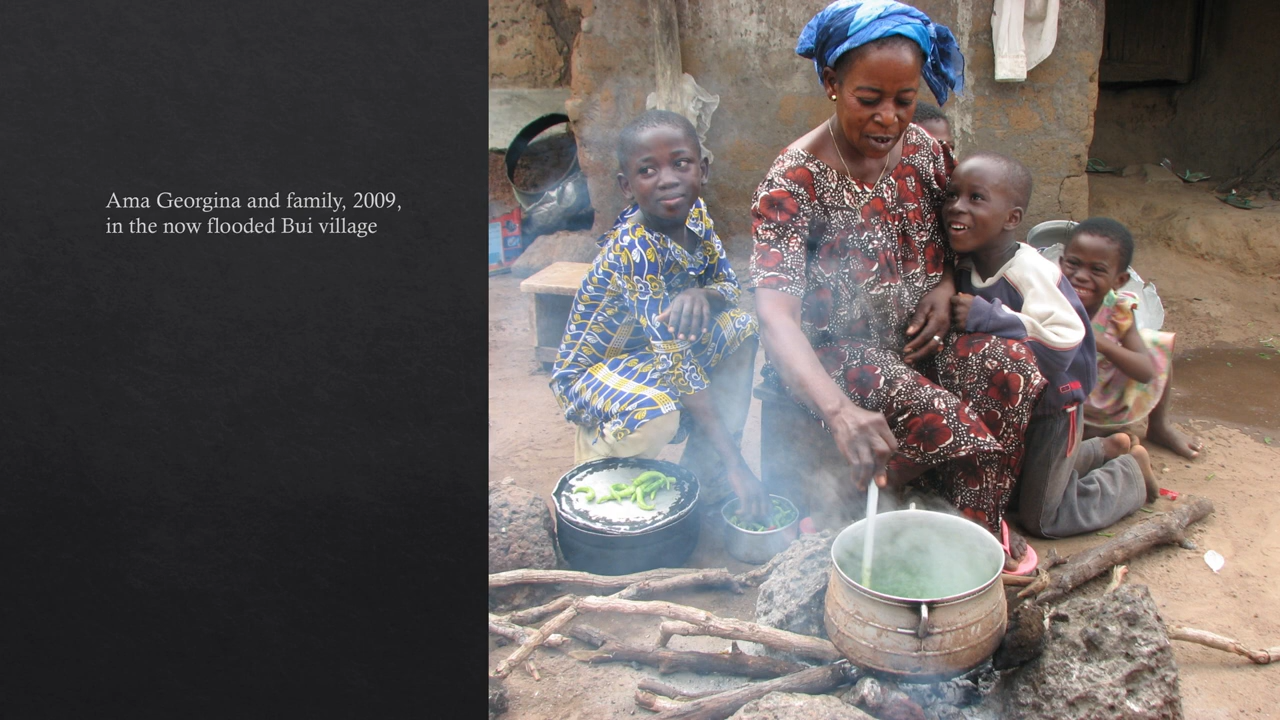 Ama Georgina and family, 2009,
in the now flooded Bui village